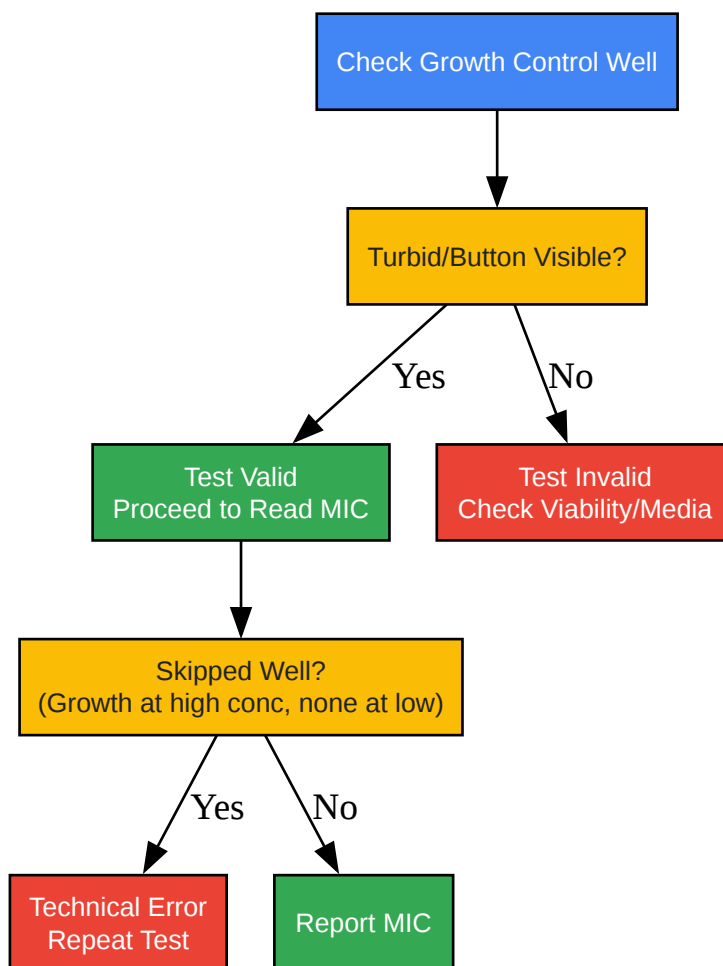 Check Growth Control Well
Turbid/Button Visible?
Yes
No
Test Valid
Proceed to Read MIC
Test Invalid
Check Viability/Media
Skipped Well?
(Growth at high conc, none at low)
Yes
No
Technical Error
Repeat Test
Report MIC